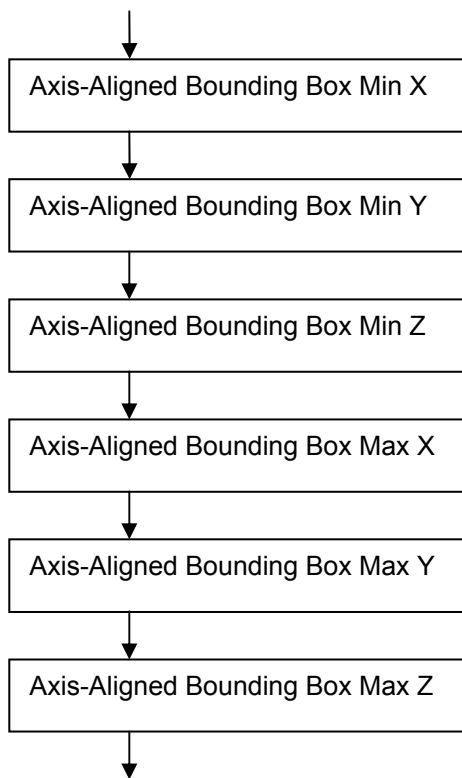 Axis-Aligned Bounding Box Min X
Axis-Aligned Bounding Box Min Y
Axis-Aligned Bounding Box Min Z
Axis-Aligned Bounding Box Max X
Axis-Aligned Bounding Box Max Y
Axis-Aligned Bounding Box Max Z